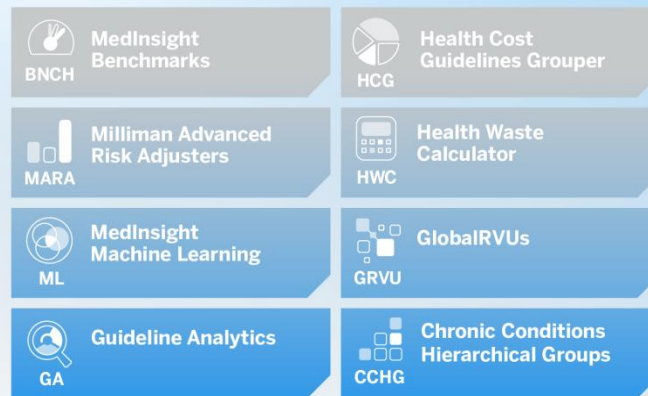 MedInsight
Benchmarks
BNCH
Health Cost
Guidelines Grouper
HCG
Milliman Advanced
Risk Adjusters
MARA
Health Waste
Calculator
HWC
MedInsight
Machine Learning
ML
GlobalRVUs
GRVU
Guideline Analytics
GA
Chronic Conditions
Hierarchical Groups
CCHG